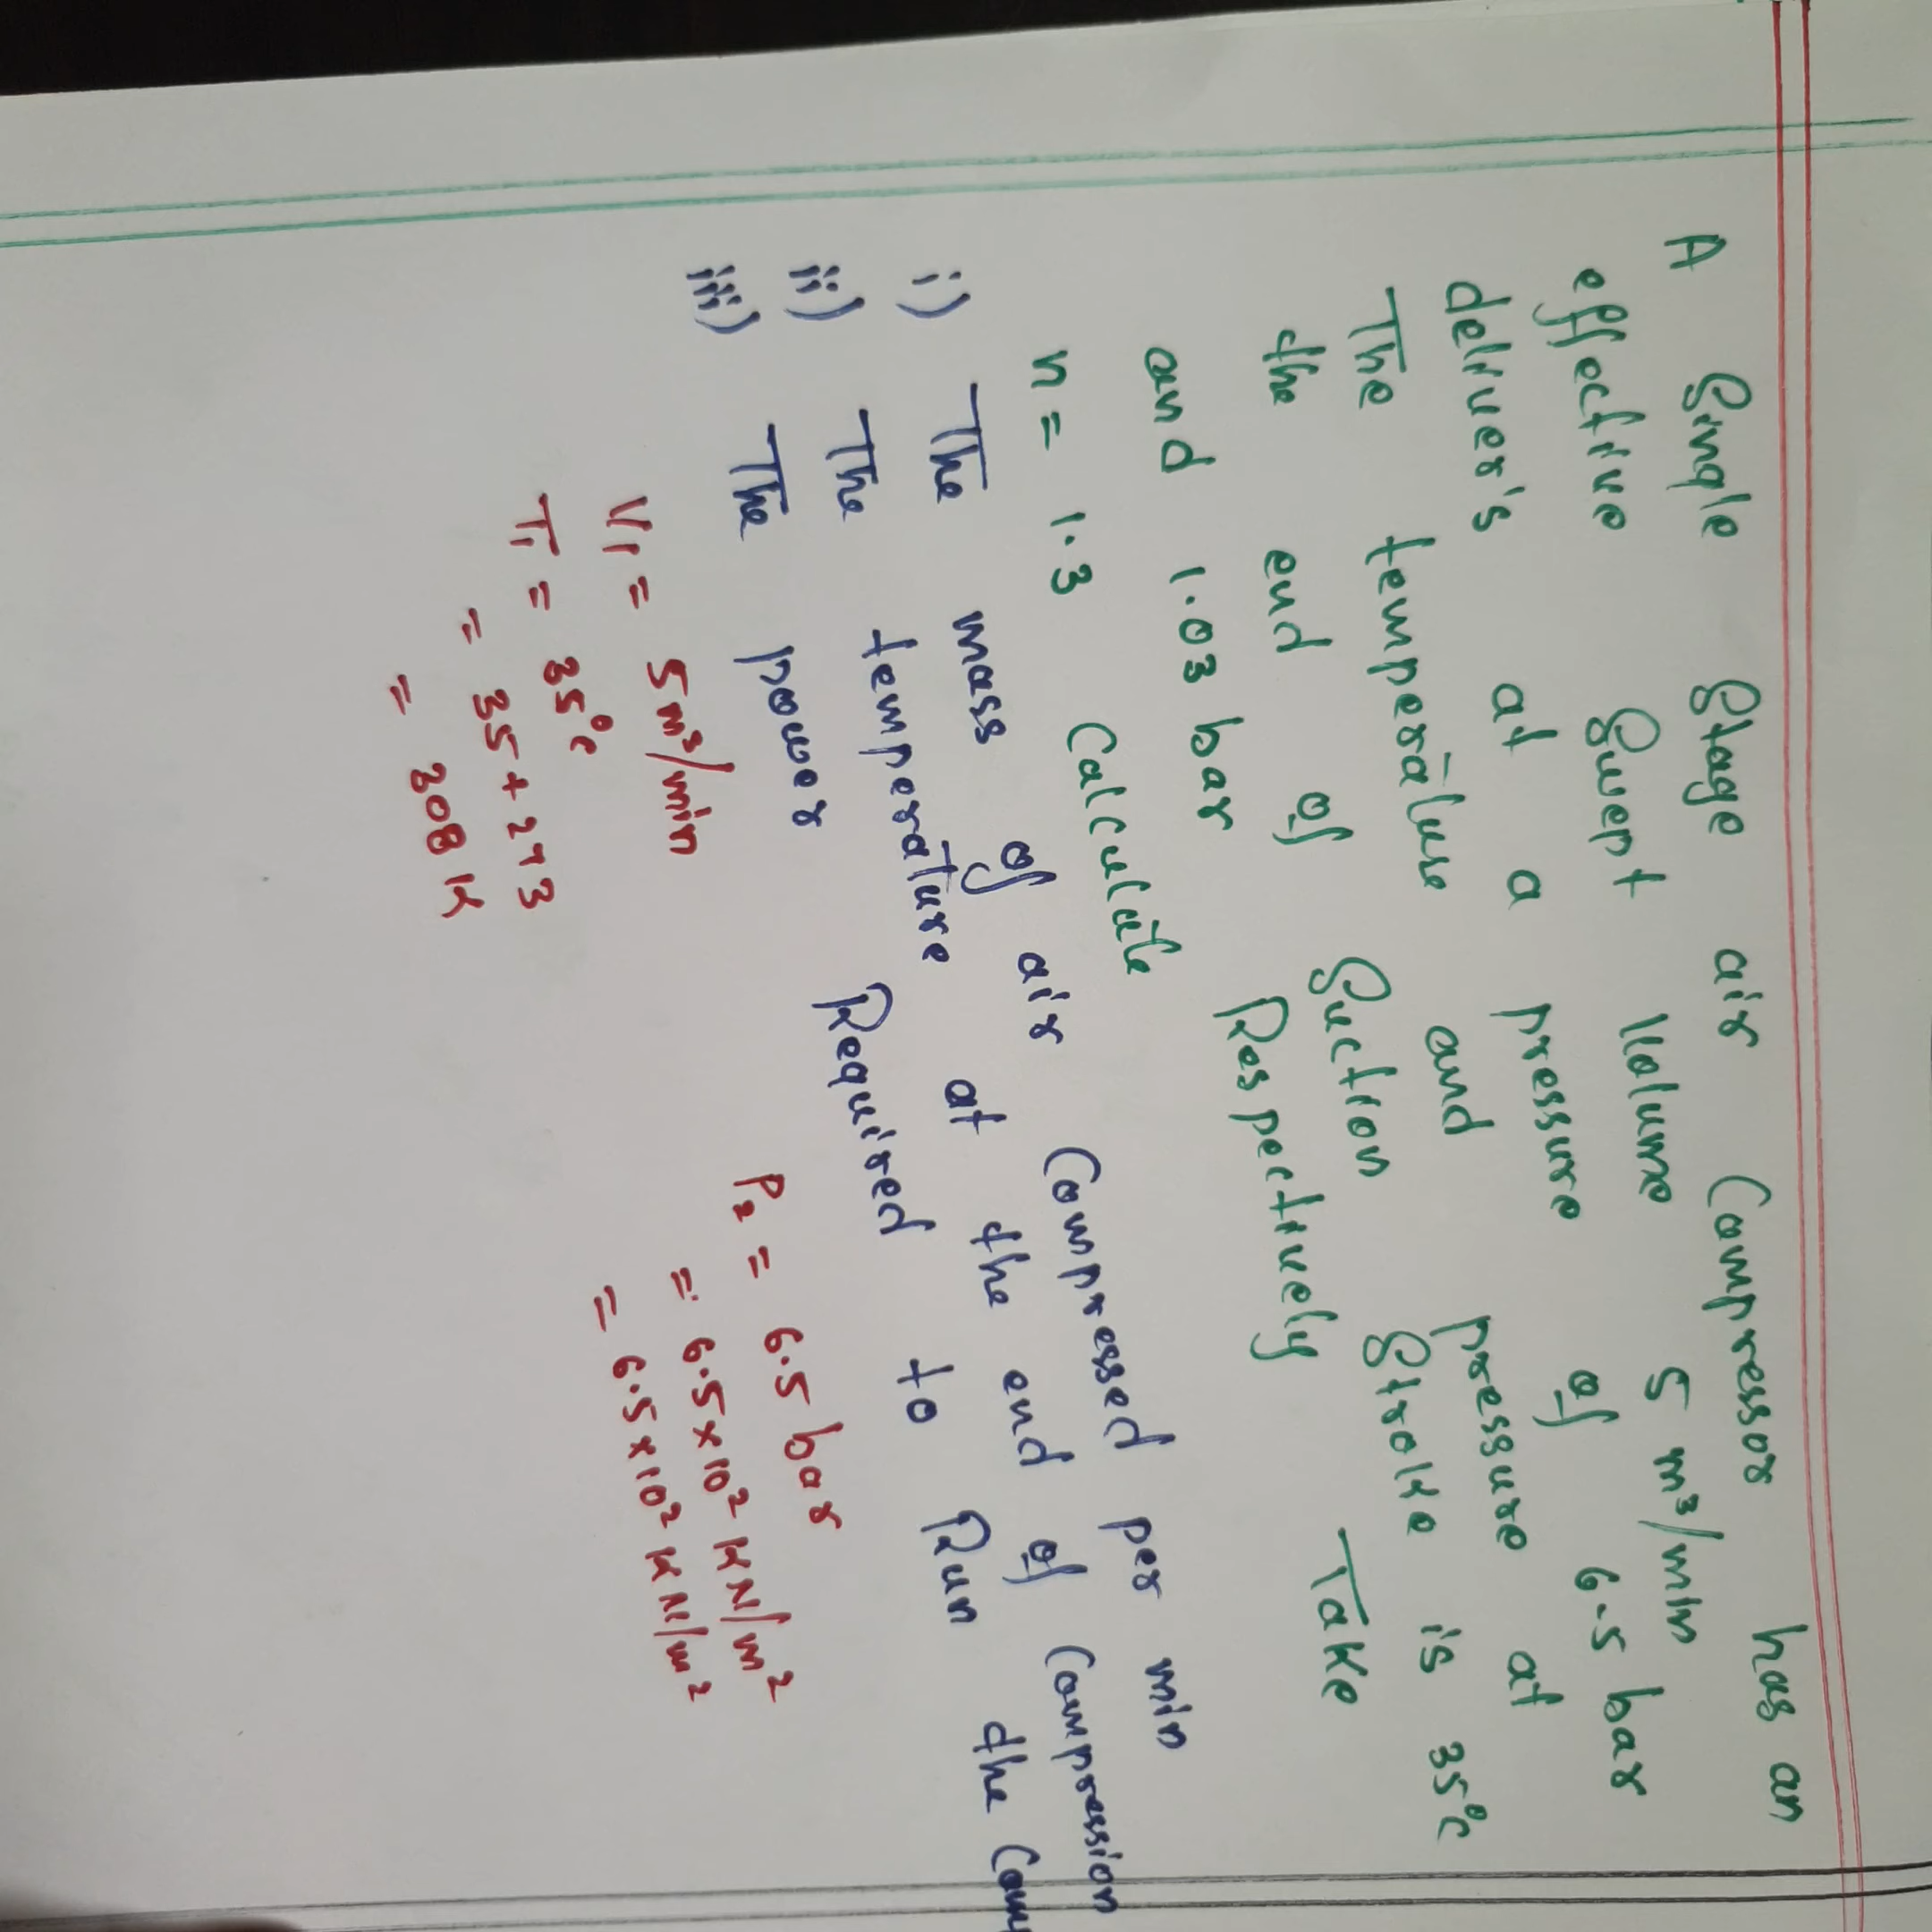 A Single Stage air Compressor has an
effective Swept Volume 5 m³/min
deliver's at a pressure of 6.5 bar
The temperature and pressure at
the end of Suction Stroke is 35°C
and 1.03 bar Respectively Take
n = 1.3 Calculate
i) The mass of air Compressed per min
ii) The temperature at the end of Compression
iii) The power Required to Run the
V1 = 5 m³/min
T1 = 35°C
= 35 + 273
= 308 K
P2 = 6.5 bar
= 6.5 × 10² KN/m²
= 6.5 × 10² KN/m²